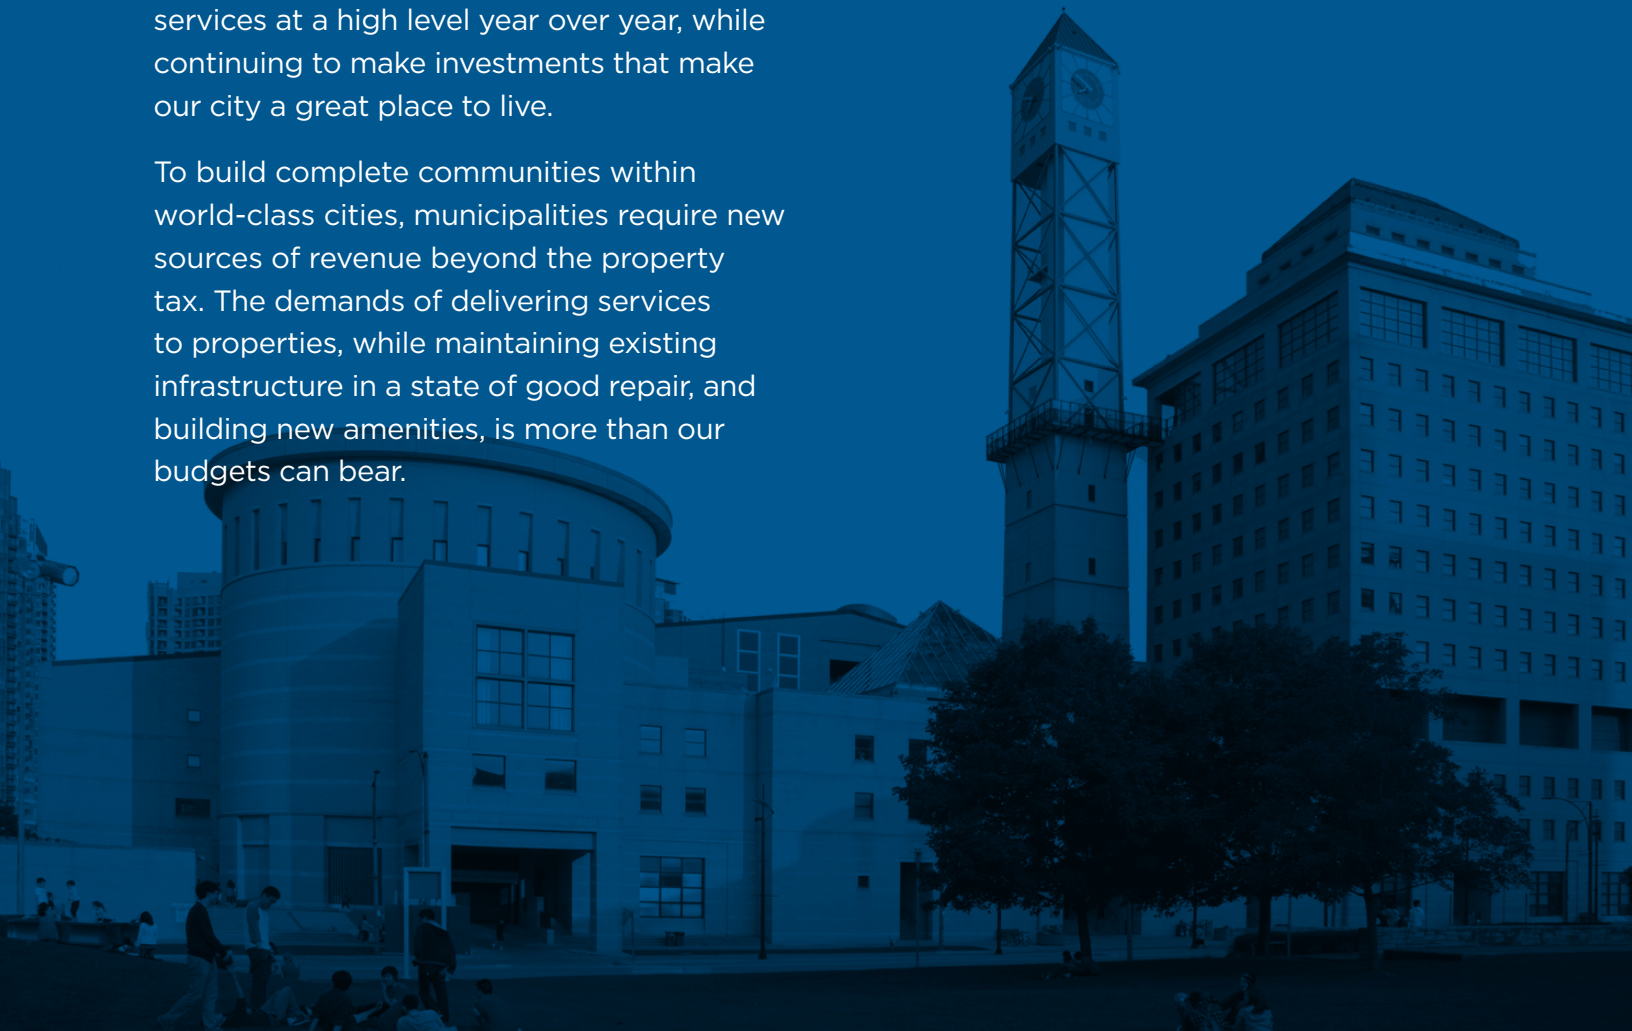 services at a high level year over year, while
continuing to make investments that make
our city a great place to live.
To build complete communities within
world-class cities, municipalities require new
sources of revenue beyond the property
tax. The demands of delivering services
to properties, while maintaining existing
infrastructure in a state of good repair, and
building new amenities, is more than our
budgets can bear.